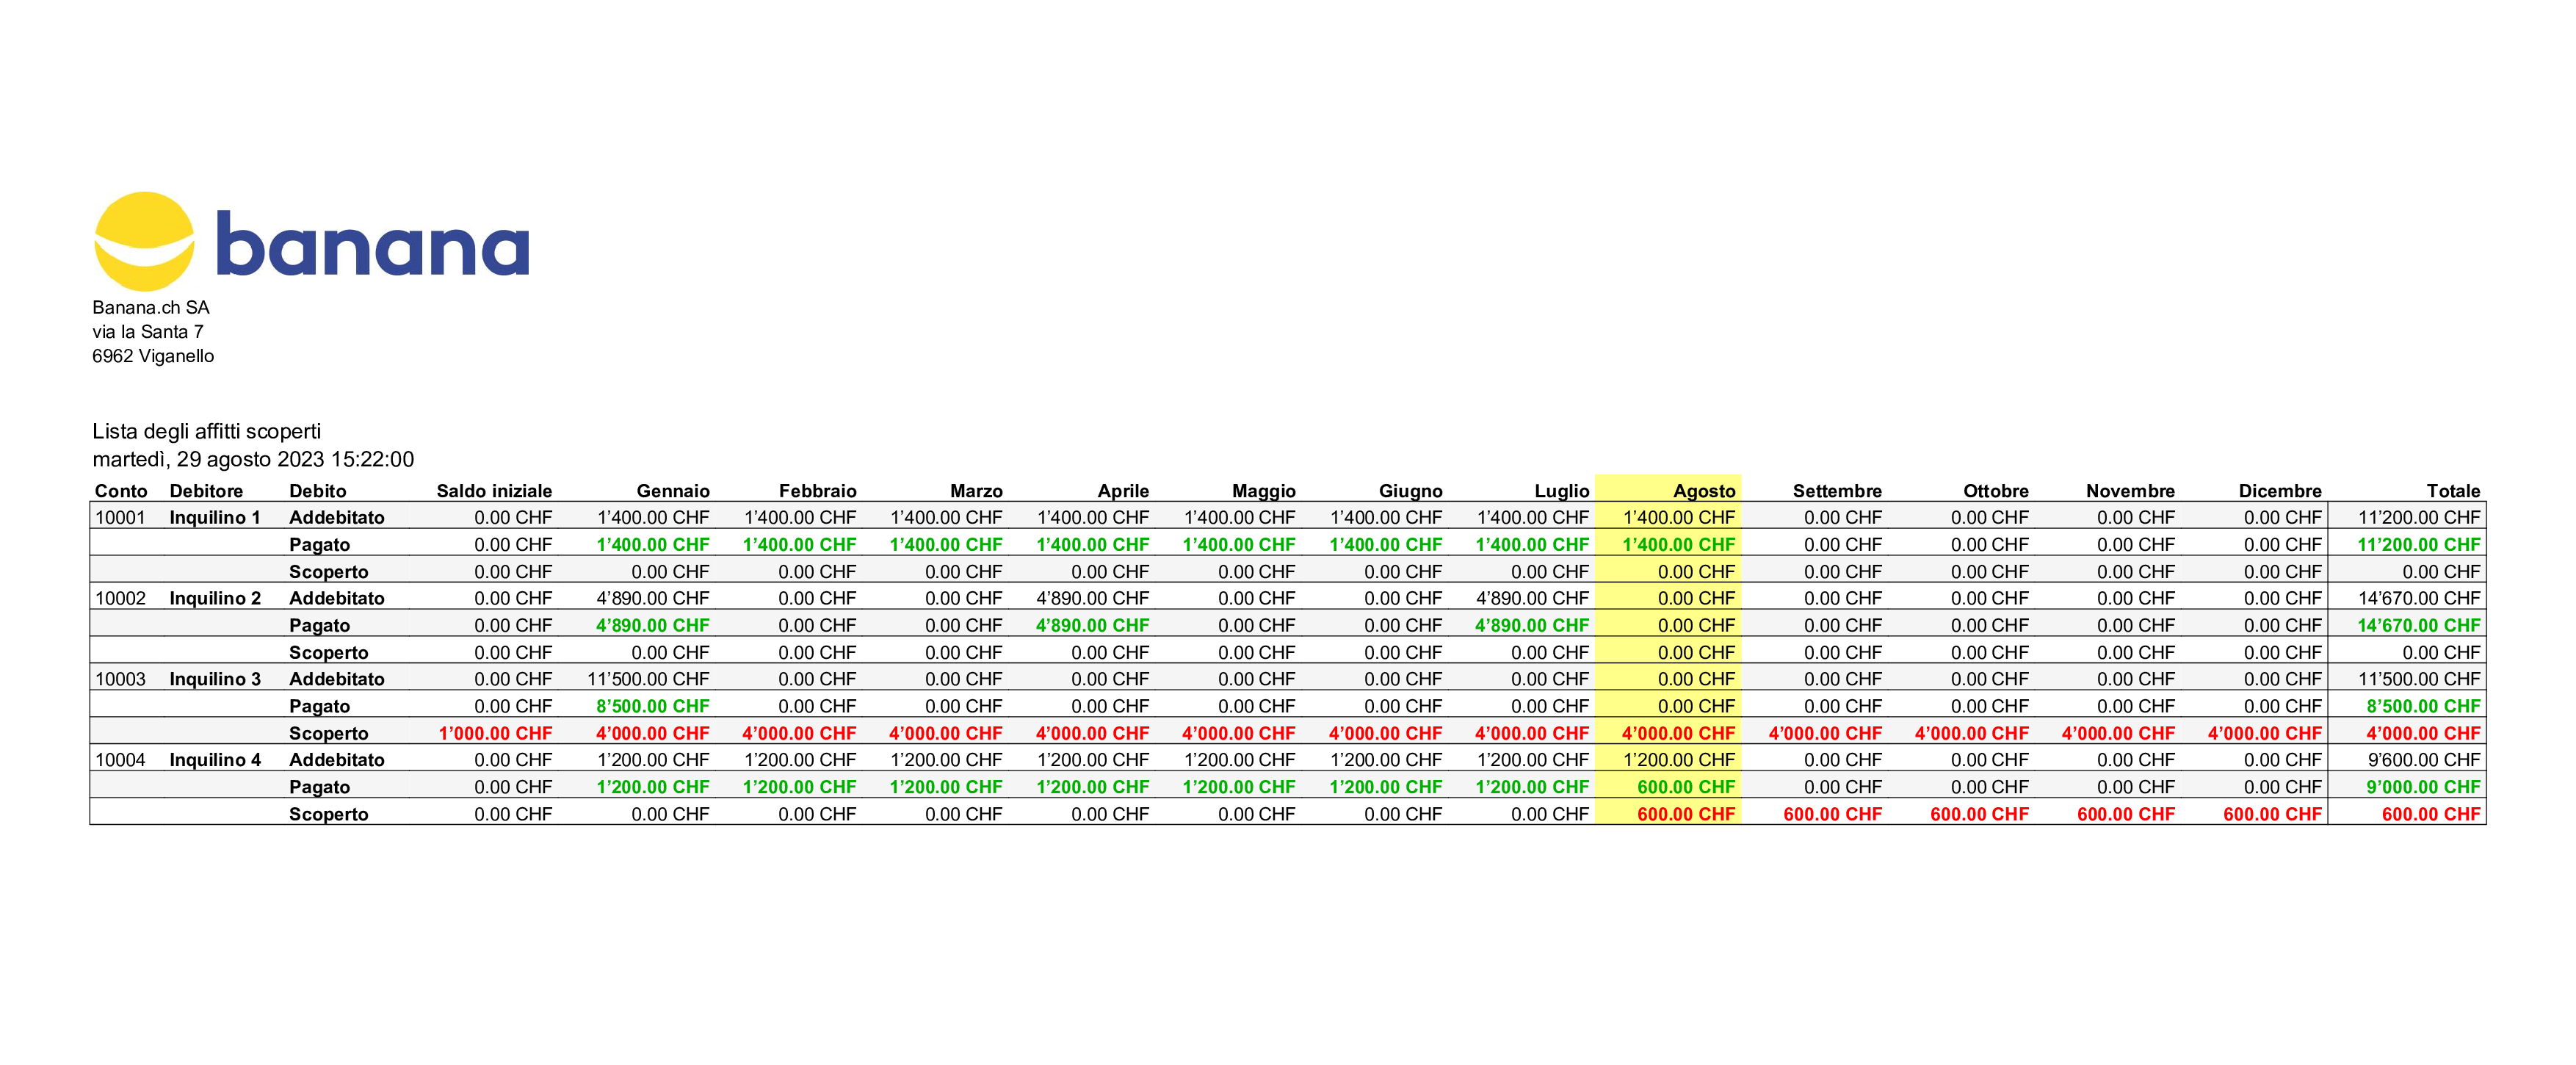 banana
Banana.ch SA
via la Santa 7
6962 Viganello
Lista degli affitti scoperti
martedì, 29 agosto 2023 15:22:00
Conto Debitore Debito Saldo iniziale Gennaio Febbraio Marzo Aprile Maggio Giugno Luglio Agosto Settembre Ottobre Novembre Dicembre Totale
10001 Inquilino 1 Addebitato 0.00 CHF 1’400.00 CHF 1’400.00 CHF 1’400.00 CHF 1’400.00 CHF 1’400.00 CHF 1’400.00 CHF 1’400.00 CHF 1’400.00 CHF 0.00 CHF 0.00 CHF 0.00 CHF 0.00 CHF 11’200.00 CHF
Pagato 0.00 CHF 1’400.00 CHF 1’400.00 CHF 1’400.00 CHF 1’400.00 CHF 1’400.00 CHF 1’400.00 CHF 1’400.00 CHF 1’400.00 CHF 0.00 CHF 0.00 CHF 0.00 CHF 0.00 CHF 11’200.00 CHF
Scoperto 0.00 CHF 0.00 CHF 0.00 CHF 0.00 CHF 0.00 CHF 0.00 CHF 0.00 CHF 0.00 CHF 0.00 CHF 0.00 CHF 0.00 CHF 0.00 CHF 0.00 CHF 0.00 CHF
10002 Inquilino 2 Addebitato 0.00 CHF 4’890.00 CHF 0.00 CHF 0.00 CHF 4’890.00 CHF 0.00 CHF 0.00 CHF 4’890.00 CHF 0.00 CHF 0.00 CHF 0.00 CHF 0.00 CHF 0.00 CHF 14’670.00 CHF
Pagato 0.00 CHF 4’890.00 CHF 0.00 CHF 0.00 CHF 4’890.00 CHF 0.00 CHF 0.00 CHF 4’890.00 CHF 0.00 CHF 0.00 CHF 0.00 CHF 0.00 CHF 0.00 CHF 14’670.00 CHF
Scoperto 0.00 CHF 0.00 CHF 0.00 CHF 0.00 CHF 0.00 CHF 0.00 CHF 0.00 CHF 0.00 CHF 0.00 CHF 0.00 CHF 0.00 CHF 0.00 CHF 0.00 CHF 0.00 CHF
10003 Inquilino 3 Addebitato 0.00 CHF 11’500.00 CHF 0.00 CHF 0.00 CHF 0.00 CHF 0.00 CHF 0.00 CHF 0.00 CHF 0.00 CHF 0.00 CHF 0.00 CHF 0.00 CHF 0.00 CHF 11’500.00 CHF
Pagato 0.00 CHF 8’500.00 CHF 0.00 CHF 0.00 CHF 0.00 CHF 0.00 CHF 0.00 CHF 0.00 CHF 0.00 CHF 0.00 CHF 0.00 CHF 0.00 CHF 0.00 CHF 8’500.00 CHF
Scoperto 1’000.00 CHF 4’000.00 CHF 4’000.00 CHF 4’000.00 CHF 4’000.00 CHF 4’000.00 CHF 4’000.00 CHF 4’000.00 CHF 4’000.00 CHF 4’000.00 CHF 4’000.00 CHF 4’000.00 CHF 4’000.00 CHF 4’000.00 CHF
10004 Inquilino 4 Addebitato 0.00 CHF 1’200.00 CHF 1’200.00 CHF 1’200.00 CHF 1’200.00 CHF 1’200.00 CHF 1’200.00 CHF 1’200.00 CHF 1’200.00 CHF 0.00 CHF 0.00 CHF 0.00 CHF 0.00 CHF 9’600.00 CHF
Pagato 0.00 CHF 1’200.00 CHF 1’200.00 CHF 1’200.00 CHF 1’200.00 CHF 1’200.00 CHF 1’200.00 CHF 1’200.00 CHF 600.00 CHF 0.00 CHF 0.00 CHF 0.00 CHF 0.00 CHF 9’000.00 CHF
Scoperto 0.00 CHF 0.00 CHF 0.00 CHF 0.00 CHF 0.00 CHF 0.00 CHF 0.00 CHF 0.00 CHF 600.00 CHF 600.00 CHF 600.00 CHF 600.00 CHF 600.00 CHF 600.00 CHF